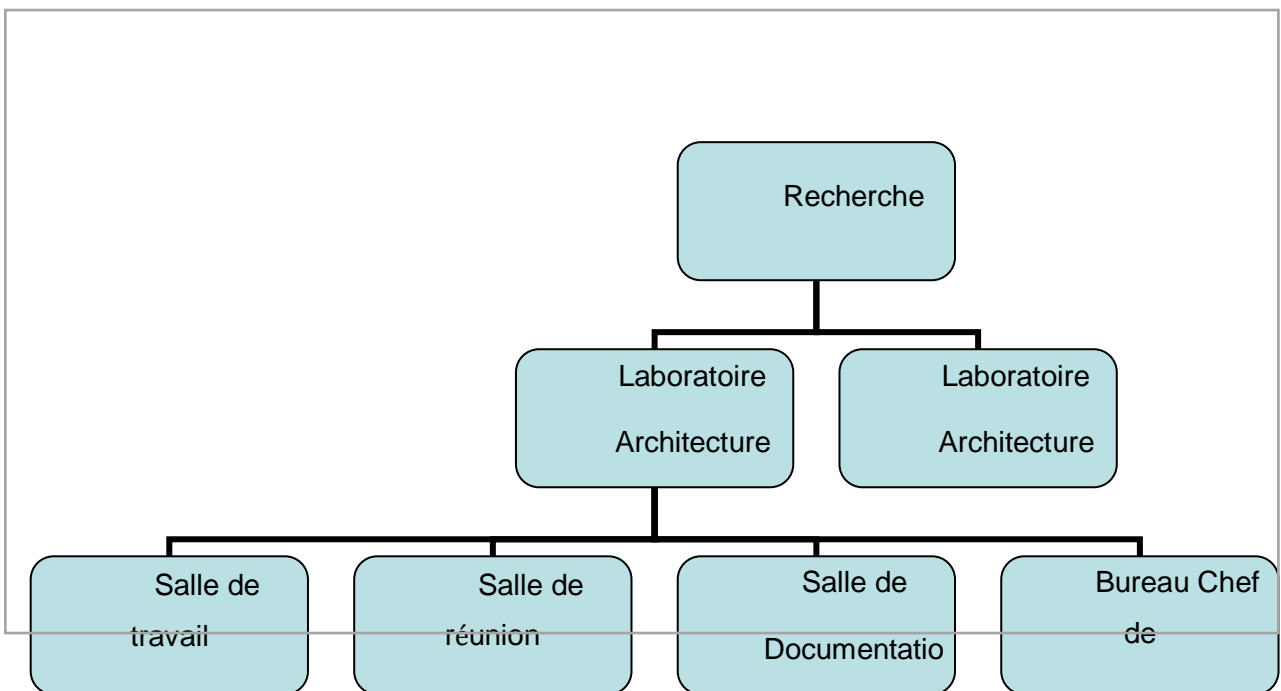 Recherche
Laboratoire
Architecture
Laboratoire
Architecture
Salle de
travail
Salle de
réunion
Salle de
Documentatio
Bureau Chef
de